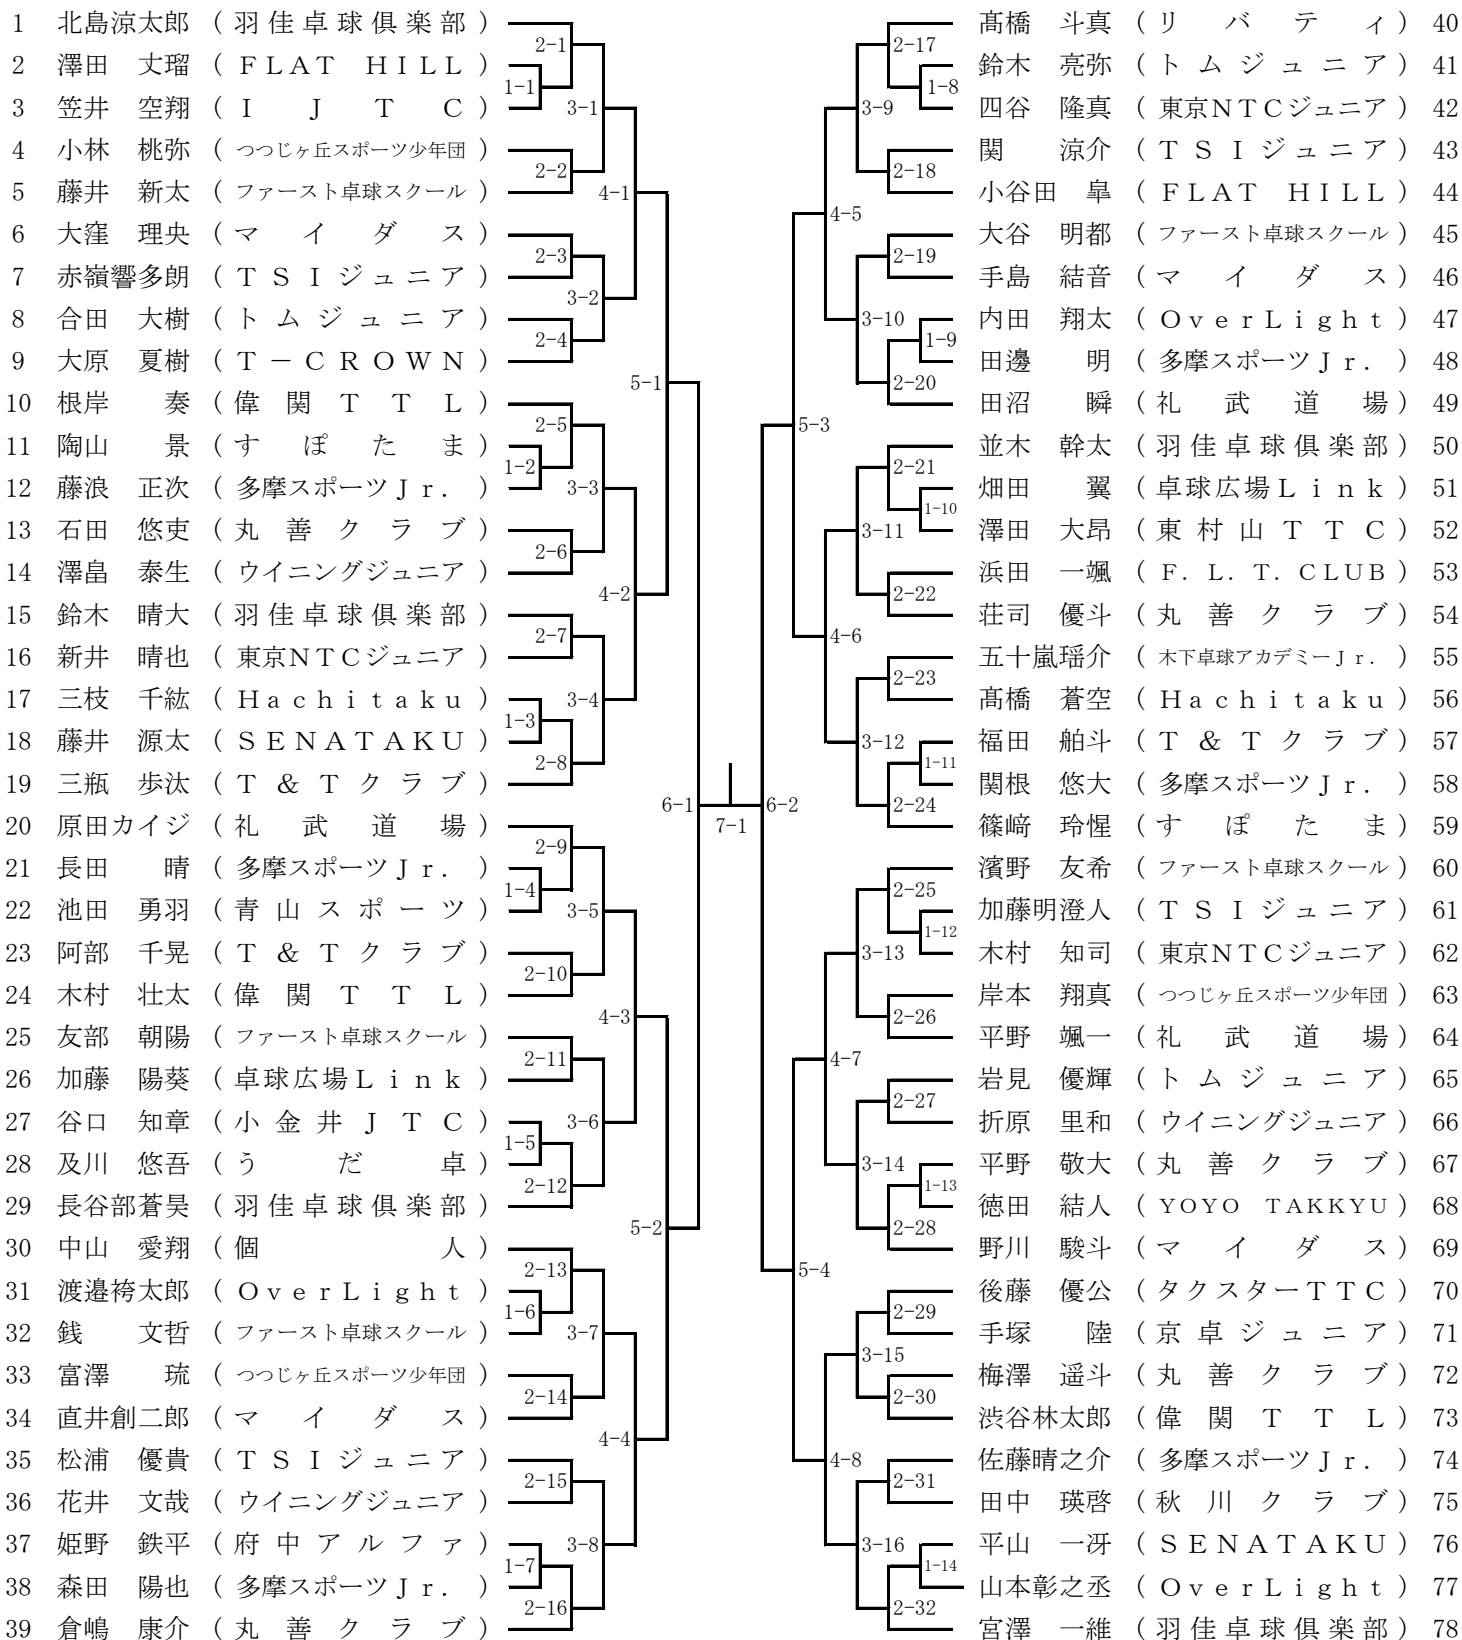 1 北島涼太郎 ( 羽佳卓球倶楽部 )
2 澤田 丈瑠 ( FLAT HILL )
3 笠井 空翔 ( IJTC )
4 小林 桃弥 ( つつじヶ丘スポーツ少年団 )
5 藤井 新太 ( ファースト卓球スクール )
6 大窪 理央 ( マイダス )
7 赤嶺響多朗 ( TSIジュニア )
8 合田 大樹 ( トムジュニア )
9 大原 夏樹 ( T-CROWN )
10 根岸 奏 ( 偉関TTL )
11 陶山 景 ( すぽたま )
12 藤浪 正次 ( 多摩スポーツJr. )
13 石田 悠吏 ( 丸善クラブ )
14 澤畠 泰生 ( ウイニングジュニア )
15 鈴木 晴大 ( 羽佳卓球倶楽部 )
16 新井 晴也 ( 東京NTCジュニア )
17 三枝 千紘 ( Hachitaku )
18 藤井 源太 ( SENATAKU )
19 三瓶 歩汰 ( T&Tクラブ )
20 原田カイジ ( 礼武道場 )
21 長田 晴 ( 多摩スポーツJr. )
22 池田 勇羽 ( 青山スポーツ )
23 阿部 千晃 ( T&Tクラブ )
24 木村 壮太 ( 偉関TTL )
25 友部 朝陽 ( ファースト卓球スクール )
26 加藤 陽葵 ( 卓球広場Link )
27 谷口 知章 ( 小金井JTC )
28 及川 悠吾 ( うだ卓 )
29 長谷部蒼昊 ( 羽佳卓球倶楽部 )
30 中山 愛翔 ( 個人 )
31 渡邉袴太郎 ( OverLight )
32 銭 文哲 ( ファースト卓球スクール )
33 富澤 琉 ( つつじヶ丘スポーツ少年団 )
34 直井創二郎 ( マイダス )
35 松浦 優貴 ( TSIジュニア )
36 花井 文哉 ( ウイニングジュニア )
37 姫野 鉄平 ( 府中アルファ )
38 森田 陽也 ( 多摩スポーツJr. )
39 倉嶋 康介 ( 丸善クラブ )
1-1
1-2
1-3
1-4
1-5
1-6
1-7
2-1
2-2
2-3
2-4
2-5
2-6
2-7
2-8
2-9
2-10
2-11
2-12
2-13
2-14
2-15
2-16
3-1
3-2
3-3
3-4
3-5
3-6
3-7
3-8
4-1
4-2
4-3
4-4
5-1
5-2
6-1
7-1
6-2
5-3
5-4
4-5
4-6
4-7
4-8
3-9
3-10
3-11
3-12
3-13
3-14
3-15
3-16
2-17
2-18
2-19
2-20
2-21
2-22
2-23
2-24
2-25
2-26
2-27
2-28
2-29
2-30
2-31
2-32
1-8
1-9
1-10
1-11
1-12
1-13
1-14
髙橋 斗真 ( リバティ ) 40
鈴木 亮弥 ( トムジュニア ) 41
四谷 隆真 ( 東京NTCジュニア ) 42
関 涼介 ( TSIジュニア ) 43
小谷田 皐 ( FLAT HILL ) 44
大谷 明都 ( ファースト卓球スクール ) 45
手島 結音 ( マイダス ) 46
内田 翔太 ( OverLight ) 47
田邊 明 ( 多摩スポーツJr. ) 48
田沼 瞬 ( 礼武道場 ) 49
並木 幹太 ( 羽佳卓球倶楽部 ) 50
畑田 翼 ( 卓球広場Link ) 51
澤田 大昂 ( 東村山TTC ) 52
浜田 一颯 ( F. L. T. CLUB ) 53
荘司 優斗 ( 丸善クラブ ) 54
五十嵐瑶介 ( 木下卓球アカデミーJr. ) 55
髙橋 蒼空 ( Hachitaku ) 56
福田 舶斗 ( T&Tクラブ ) 57
関根 悠大 ( 多摩スポーツJr. ) 58
篠﨑 玲惺 ( すぽたま ) 59
濱野 友希 ( ファースト卓球スクール ) 60
加藤明澄人 ( TSIジュニア ) 61
木村 知司 ( 東京NTCジュニア ) 62
岸本 翔真 ( つつじヶ丘スポーツ少年団 ) 63
平野 颯一 ( 礼武道場 ) 64
岩見 優輝 ( トムジュニア ) 65
折原 里和 ( ウイニングジュニア ) 66
平野 敬大 ( 丸善クラブ ) 67
徳田 結人 ( YOYO TAKKYU ) 68
野川 駿斗 ( マイダス ) 69
後藤 優公 ( タクスターTTC ) 70
手塚 陸 ( 京卓ジュニア ) 71
梅澤 遥斗 ( 丸善クラブ ) 72
渋谷林太郎 ( 偉関TTL ) 73
佐藤晴之介 ( 多摩スポーツJr. ) 74
田中 瑛啓 ( 秋川クラブ ) 75
平山 一冴 ( SENATAKU ) 76
山本彰之丞 ( OverLight ) 77
宮澤 一維 ( 羽佳卓球倶楽部 ) 78